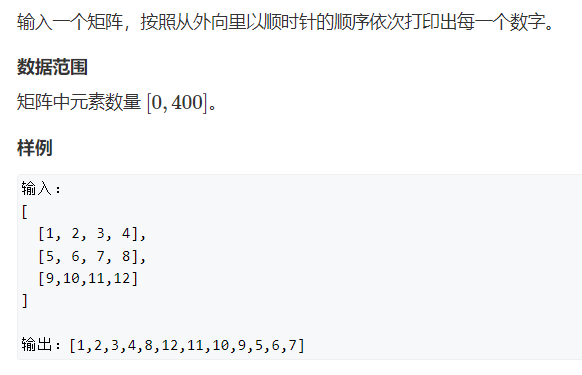 输入一个矩阵，按照从外向里以顺时针的顺序依次打印出每一个数字。
数据范围
矩阵中元素数量 [0, 400]。
样例
输入：
[
  [1, 2, 3, 4],
  [5, 6, 7, 8],
  [9,10,11,12]
]
输出：[1,2,3,4,8,12,11,10,9,5,6,7]